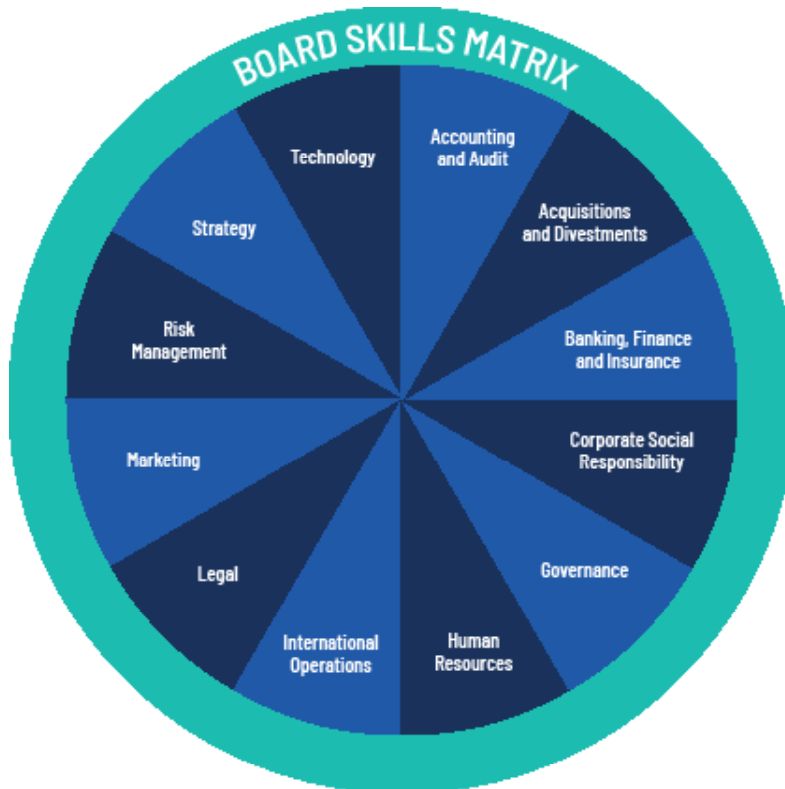 BOARD SKILLS MATRIX
Accounting
and Audit
Acquisitions
and Divestments
Banking, Finance
and Insurance
Corporate Social
Responsibility
Governance
Human
Resources
International
Operations
Legal
Marketing
Risk
Management
Strategy
Technology